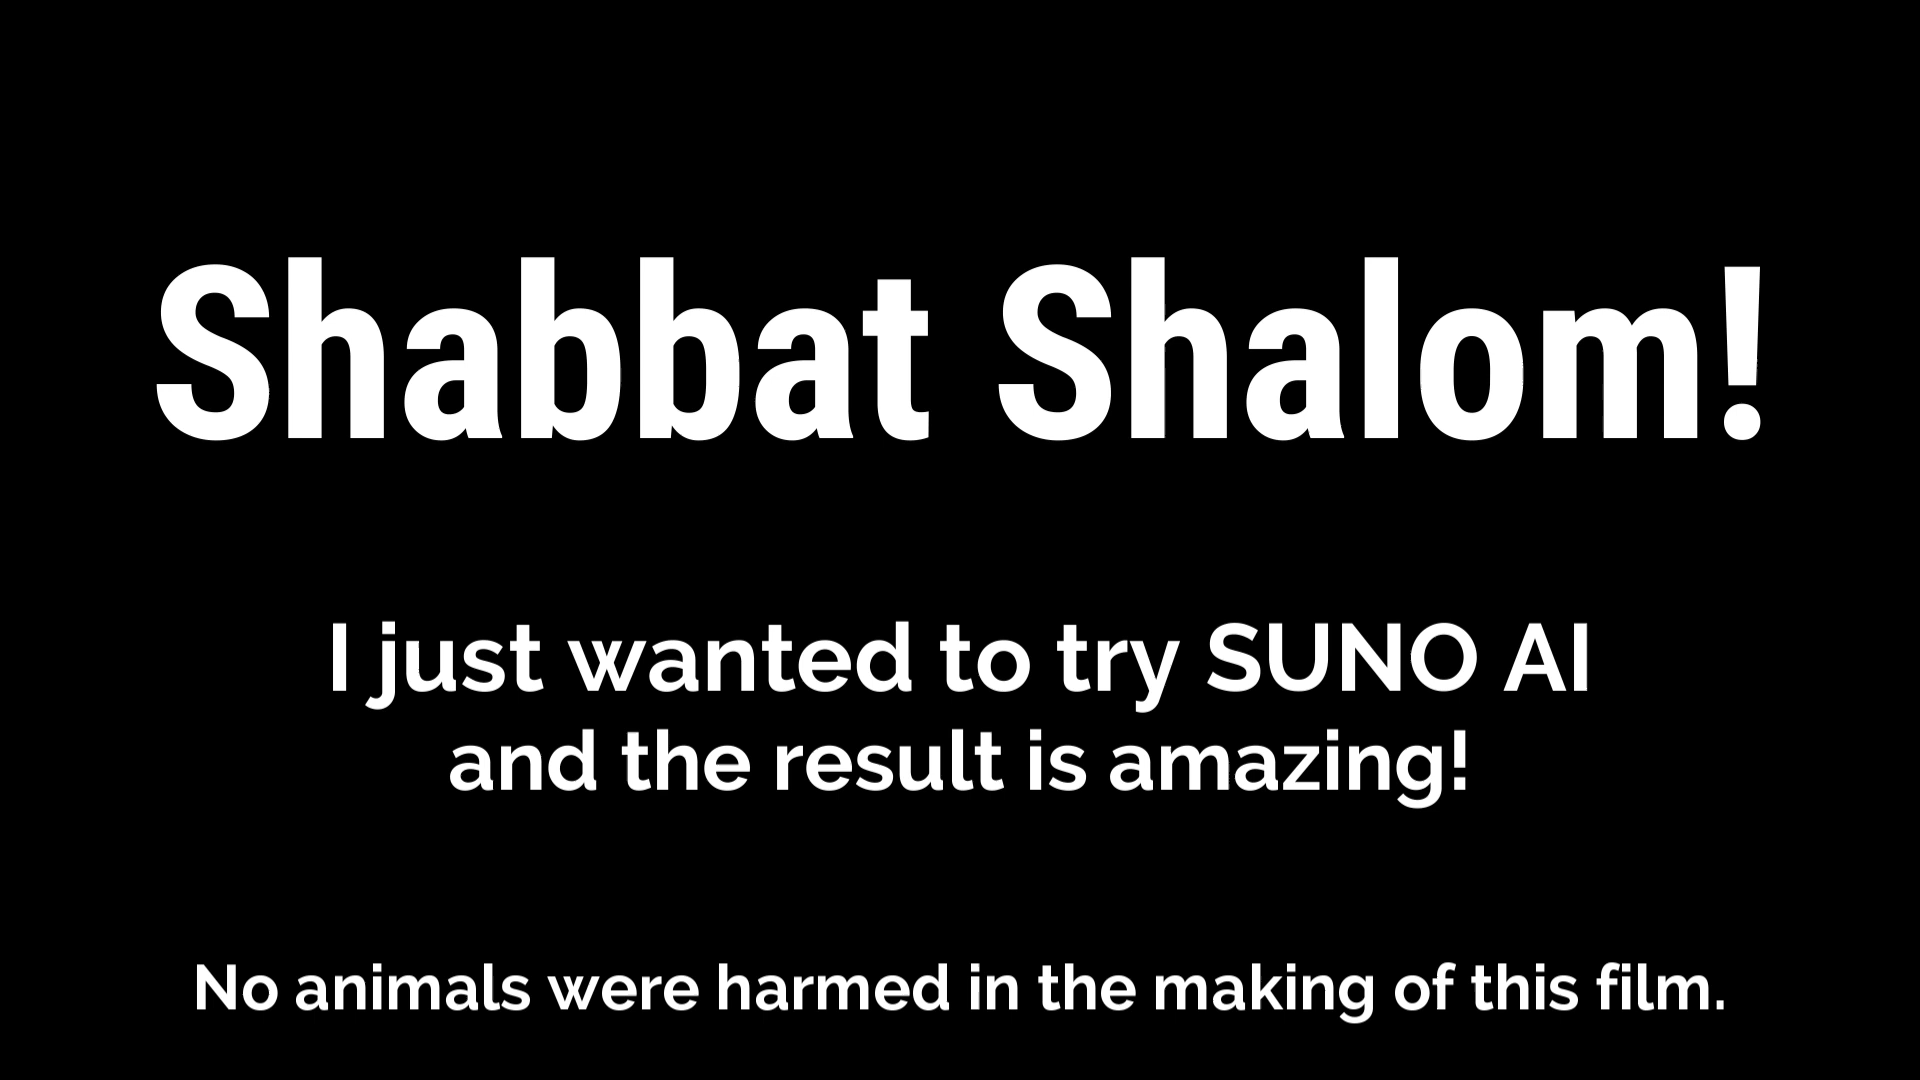 Shabbat Shalom!
I just wanted to try SUNO AI
and the result is amazing!
No animals were harmed in the making of this film.